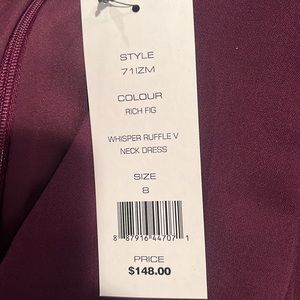 STYLE
71IZM
COLOUR
RICH FIG
WHISPER RUFFLE V
NECK DRESS
SIZE
8
8 87916 44707 1
PRICE
$148.00